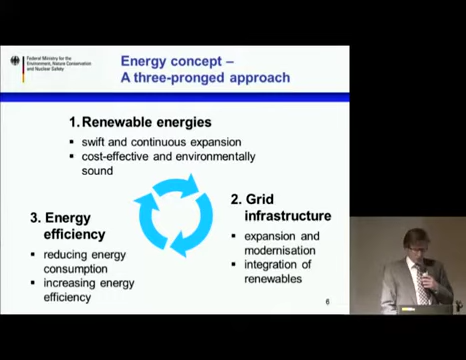 Federal Ministry for the
Environment, Nature Conservation
and Nuclear Safety
Energy concept –
A three-pronged approach
1. Renewable energies
▪ swift and continuous expansion
▪ cost-effective and environmentally
sound
2. Grid
infrastructure
▪ expansion and
modernisation
▪ integration of
renewables
3. Energy
efficiency
▪ reducing energy
consumption
▪ increasing energy
efficiency
6